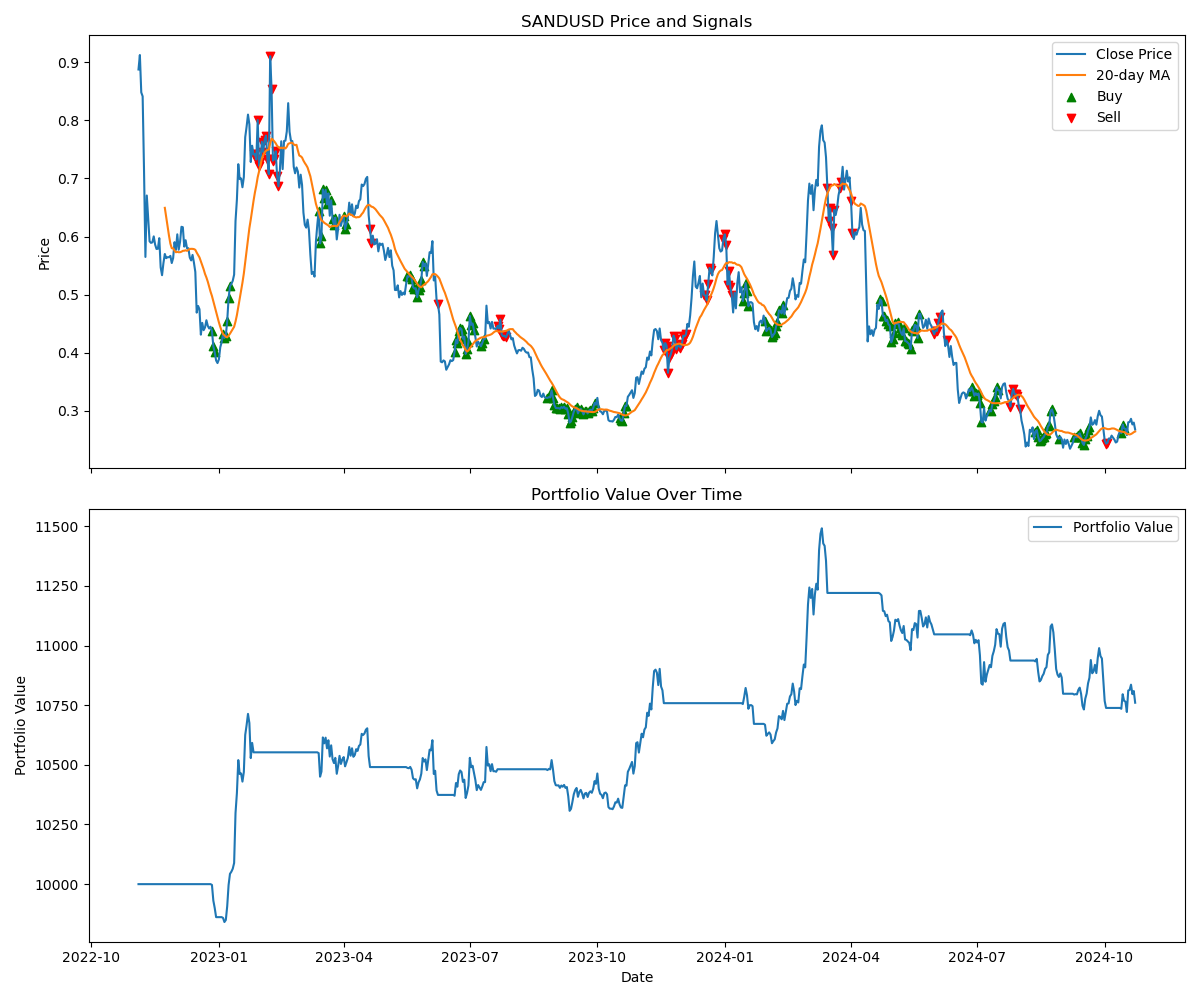 SANDUSD Price and Signals
Price
0.9
0.8
0.7
0.6
0.5
0.4
0.3
Close Price
20-day MA
Buy
Sell
Portfolio Value Over Time
Portfolio Value
11500
11250
11000
10750
10500
10250
10000
Portfolio Value
2022-10
2023-01
2023-04
2023-07
2023-10
2024-01
2024-04
2024-07
2024-10
Date